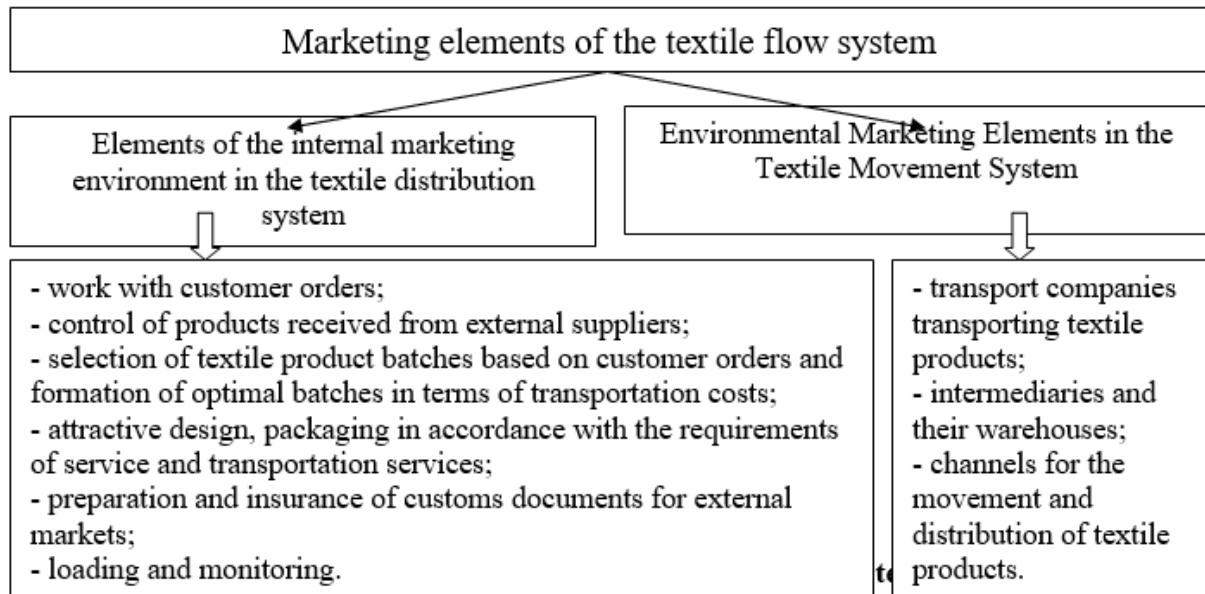 Marketing elements of the textile flow system
Elements of the internal marketing
environment in the textile distribution
system
Environmental Marketing Elements in the
Textile Movement System
- work with customer orders;
- control of products received from external suppliers;
- selection of textile product batches based on customer orders and
formation of optimal batches in terms of transportation costs;
- attractive design, packaging in accordance with the requirements
of service and transportation services;
- preparation and insurance of customs documents for external
markets;
- loading and monitoring.
- transport companies
transporting textile
products;
- intermediaries and
their warehouses;
- channels for the
movement and
distribution of textile
products.